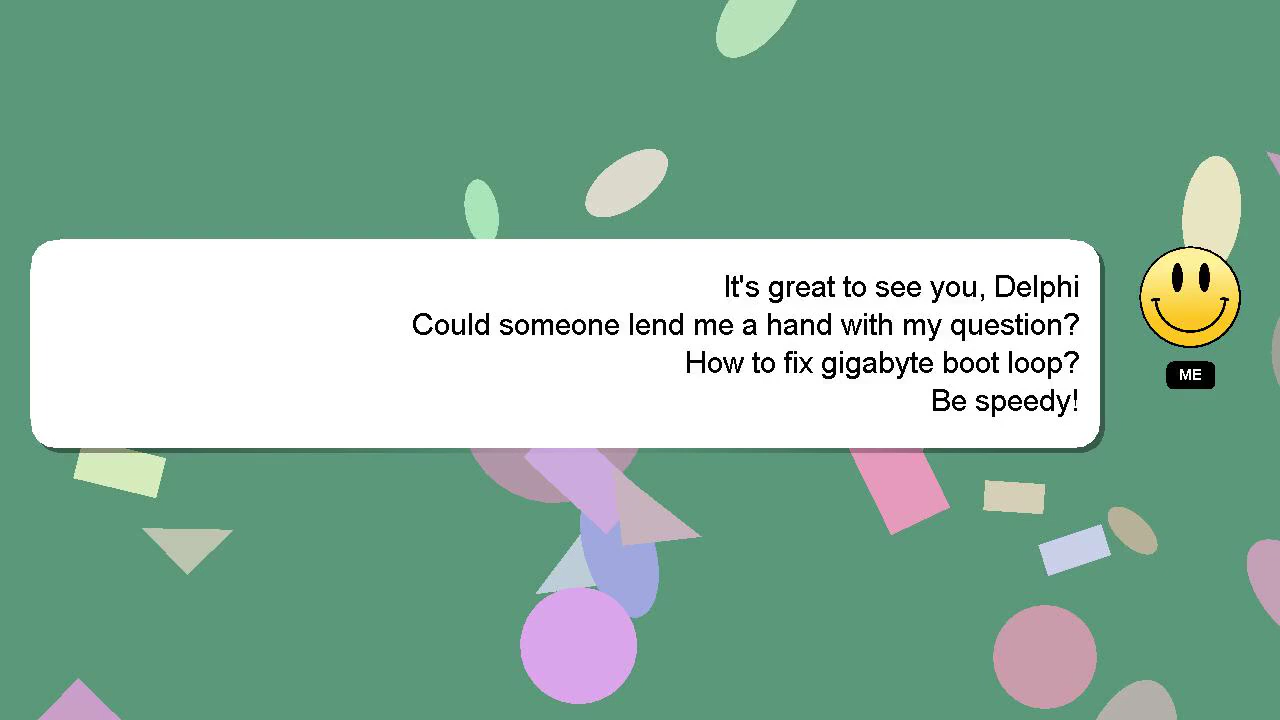 It's great to see you, Delphi
Could someone lend me a hand with my question?
How to fix gigabyte boot loop?
Be speedy!
ME